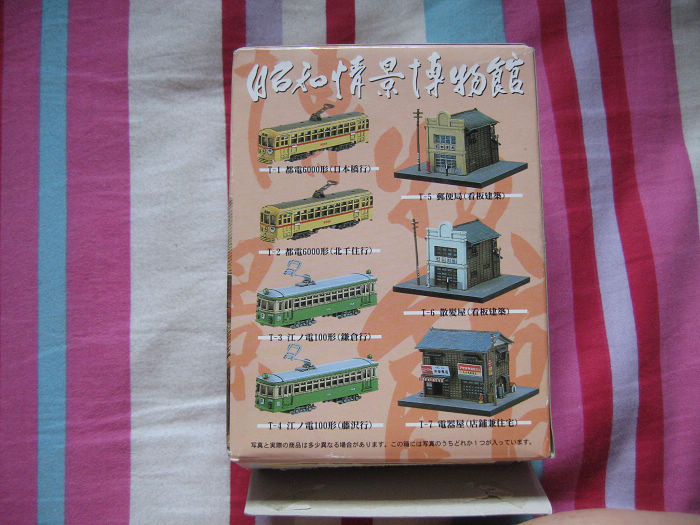 昭和情景博物館
T-1 都電6000形(日本橋行)
T-2 都電6000形(北千住行)
T-3 江ノ電100形(鎌倉行)
T-4 江ノ電100形(藤沢行)
T-5 郵便局(看板建築)
T-6 散髪屋(看板建築)
T-7 電器屋(店舗兼住宅)
写真と実際の商品は多少異なる場合があります。この箱には写真のうちどれか1つが入っています。